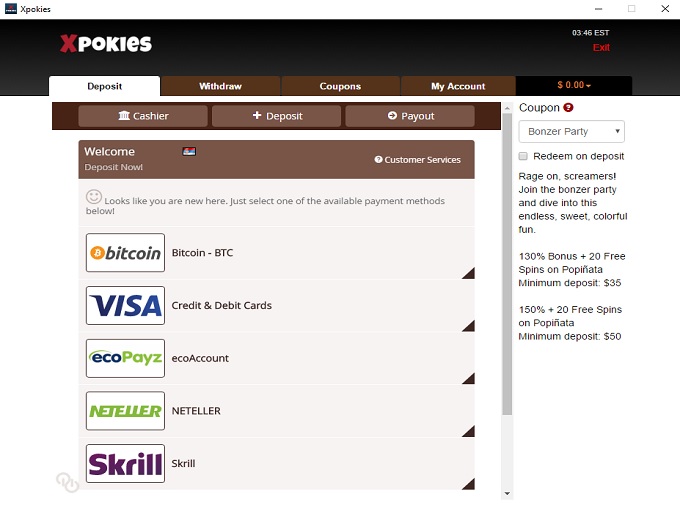 Xpokies
XPOKIES
03:46 EST
Exit
Deposit
Withdraw
Coupons
My Account
$ 0.00
Cashier
Deposit
Payout
Welcome
Deposit Now!
Customer Services
Looks like you are new here. Just select one of the available payment methods
below!
bitcoin
Bitcoin - BTC
VISA
Credit & Debit Cards
ecoPayz
ecoAccount
NETELLER
NETELLER
Skrill
Skrill
Coupon
Bonzer Party
Redeem on deposit
Rage on, screamers!
Join the bonzer party
and dive into this
endless, sweet, colorful
fun.
130% Bonus + 20 Free
Spins on Popiñata
Minimum deposit: $35
150% + 20 Free Spins
on Popiñata
Minimum deposit: $50